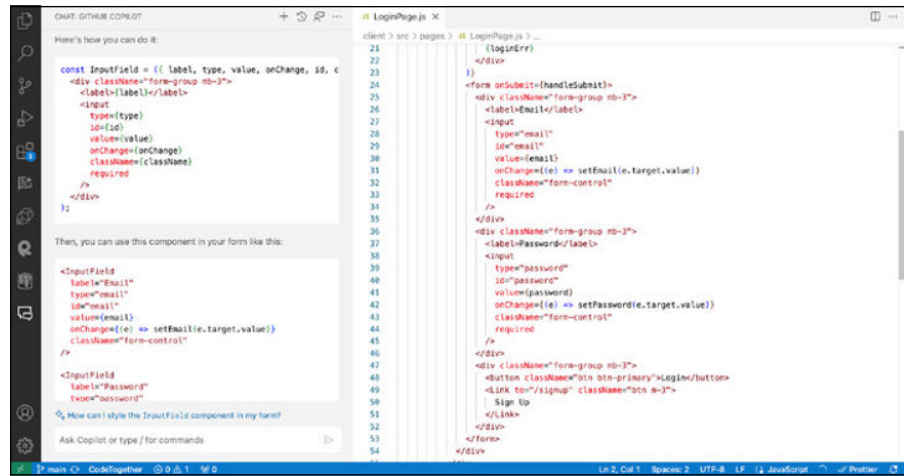 CHAT: GITHUB COPILOT
Here's how you can do it:
const InputField = ({ label, type, value, onChange, id, c
<div className="form-group mb-3">
<label>{label}</label>
<input
type={type}
id={id}
value={value}
onChange={onChange}
className={className}
required
/>
</div>
);
Then, you can use this component in your form like this:
<InputField
label="Email"
type="email"
id="email"
value={email}
onChange={(e) => setEmail(e.target.value)}
className="form-control"
/>
<InputField
label="Password"
type="password"
How can I style the InputField component in my form?
Ask Copilot or type / for commands
JS LoginPage.js ×
client > src > pages > JS LoginPage.js > ...
21 {loginErr}
22 </div>
23 )}
24 <form onSubmit={handleSubmit}>
25 <div className="form-group mb-3">
26 <label>Email</label>
27 <input
28 type="email"
29 id="email"
30 value={email}
31 onChange={(e) => setEmail(e.target.value)}
32 className="form-control"
33 required
34 />
35 </div>
36 <div className="form-group mb-3">
37 <label>Password</label>
38 <input
39 type="password"
40 id="password"
41 value={password}
42 onChange={(e) => setPassword(e.target.value)}
43 className="form-control"
44 required
45 />
46 </div>
47 <div className="form-group mb-3">
48 <button className="btn btn-primary">Login</button>
49 <Link to="/signup" className="btn m-3">
50 Sign Up
51 </Link>
52 </div>
53 </form>
54 </div>
main CodeTogether 0 1 0 Ln 2, Col 1 Spaces: 2 UTF-8 LF JavaScript Prettier